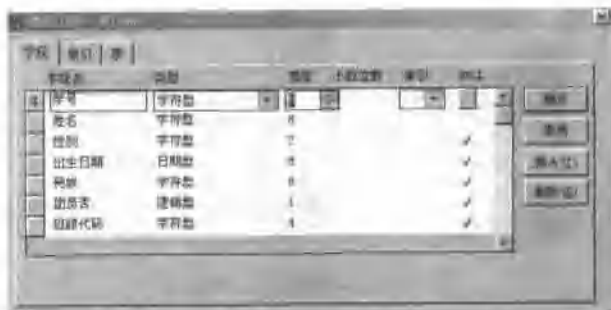 字段 索引 表
字段名 类型 宽度 小数位数 索引 NULL
学号 字符型
姓名 字符型 8
性别 字符型 2
出生日期 日期型 8 ✓
民族 字符型 8 ✓
团员否 逻辑型 1 ✓
班级代码 字符型 4 ✓
确定
取消
插入(I)
删除(D)